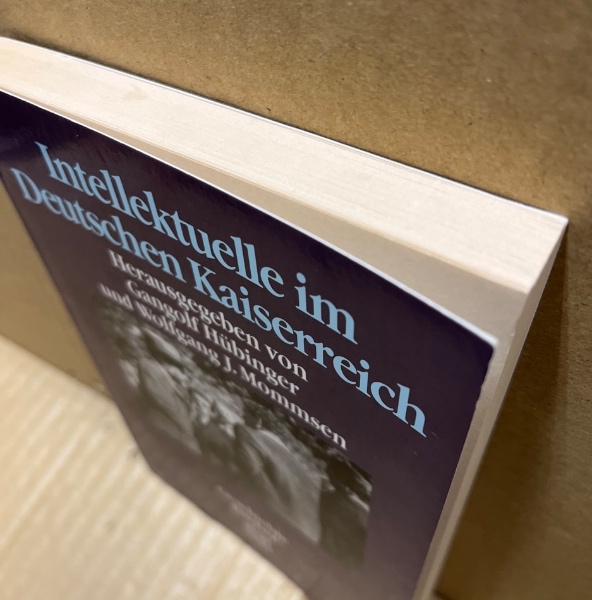 Intellektuelle im
Deutschen Kaiserreich
Herausgegeben von
Gangolf Hübinger
und Wolfgang J. Mommsen